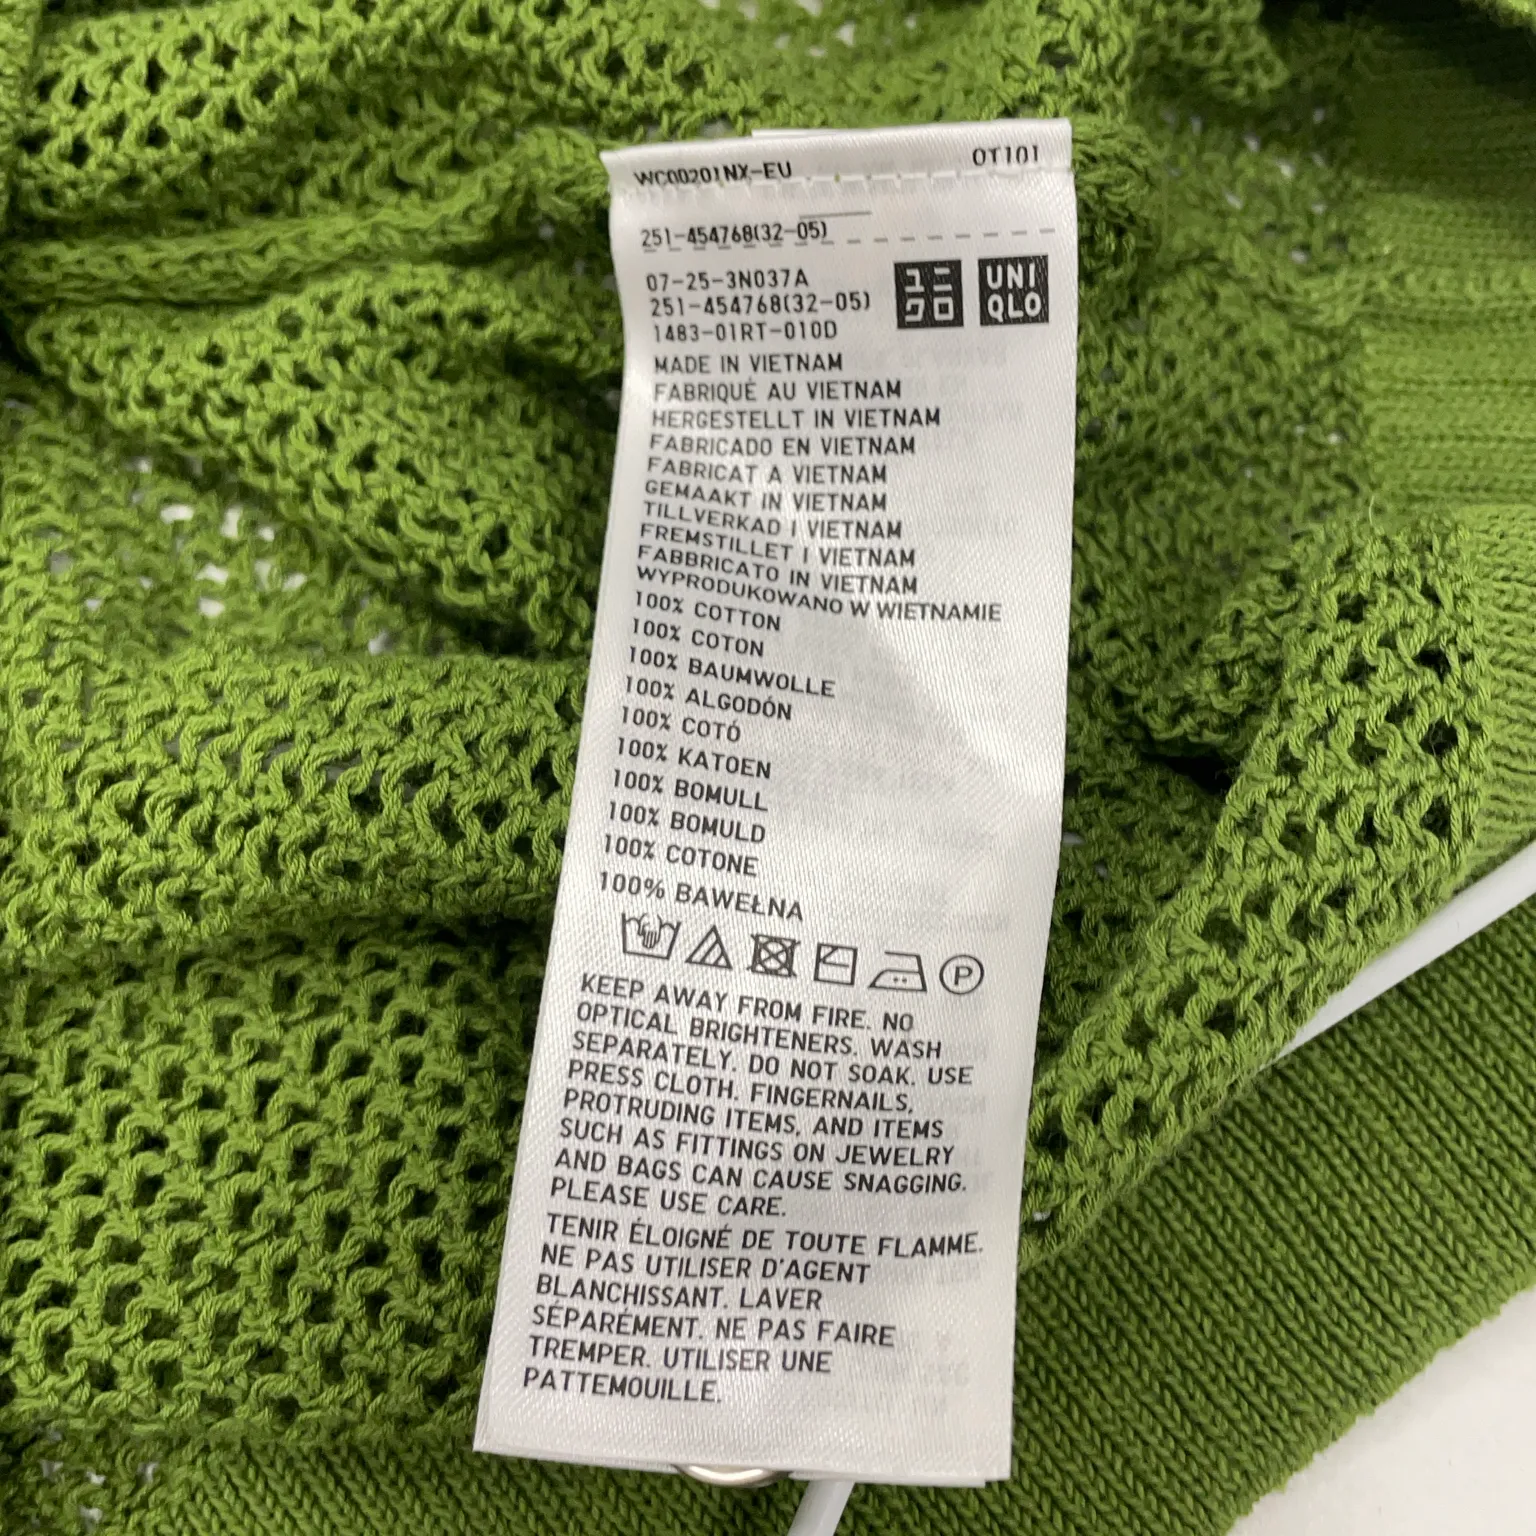 WC00201NX-EU OT101
251-454768(32-05)
07-25-3N037A
251-454768(32-05)
1483-01RT-010D
ユニ
クロ
UNI
QLO
MADE IN VIETNAM
FABRIQUÉ AU VIETNAM
HERGESTELLT IN VIETNAM
FABRICADO EN VIETNAM
FABRICAT A VIETNAM
GEMAAKT IN VIETNAM
TILLVERKAD I VIETNAM
FREMSTILLET I VIETNAM
FABBRICATO IN VIETNAM
WYPRODUKOWANO W WIETNAMIE
100% COTTON
100% COTON
100% BAUMWOLLE
100% ALGODÓN
100% COTÓ
100% KATOEN
100% BOMULL
100% BOMULD
100% COTONE
100% BAWEŁNA
P
KEEP AWAY FROM FIRE. NO
OPTICAL BRIGHTENERS. WASH
SEPARATELY. DO NOT SOAK. USE
PRESS CLOTH. FINGERNAILS,
PROTRUDING ITEMS, AND ITEMS
SUCH AS FITTINGS ON JEWELRY
AND BAGS CAN CAUSE SNAGGING.
PLEASE USE CARE.
TENIR ÉLOIGNÉ DE TOUTE FLAMME.
NE PAS UTILISER D'AGENT
BLANCHISSANT. LAVER
SÉPARÉMENT. NE PAS FAIRE
TREMPER. UTILISER UNE
PATTEMOUILLE.